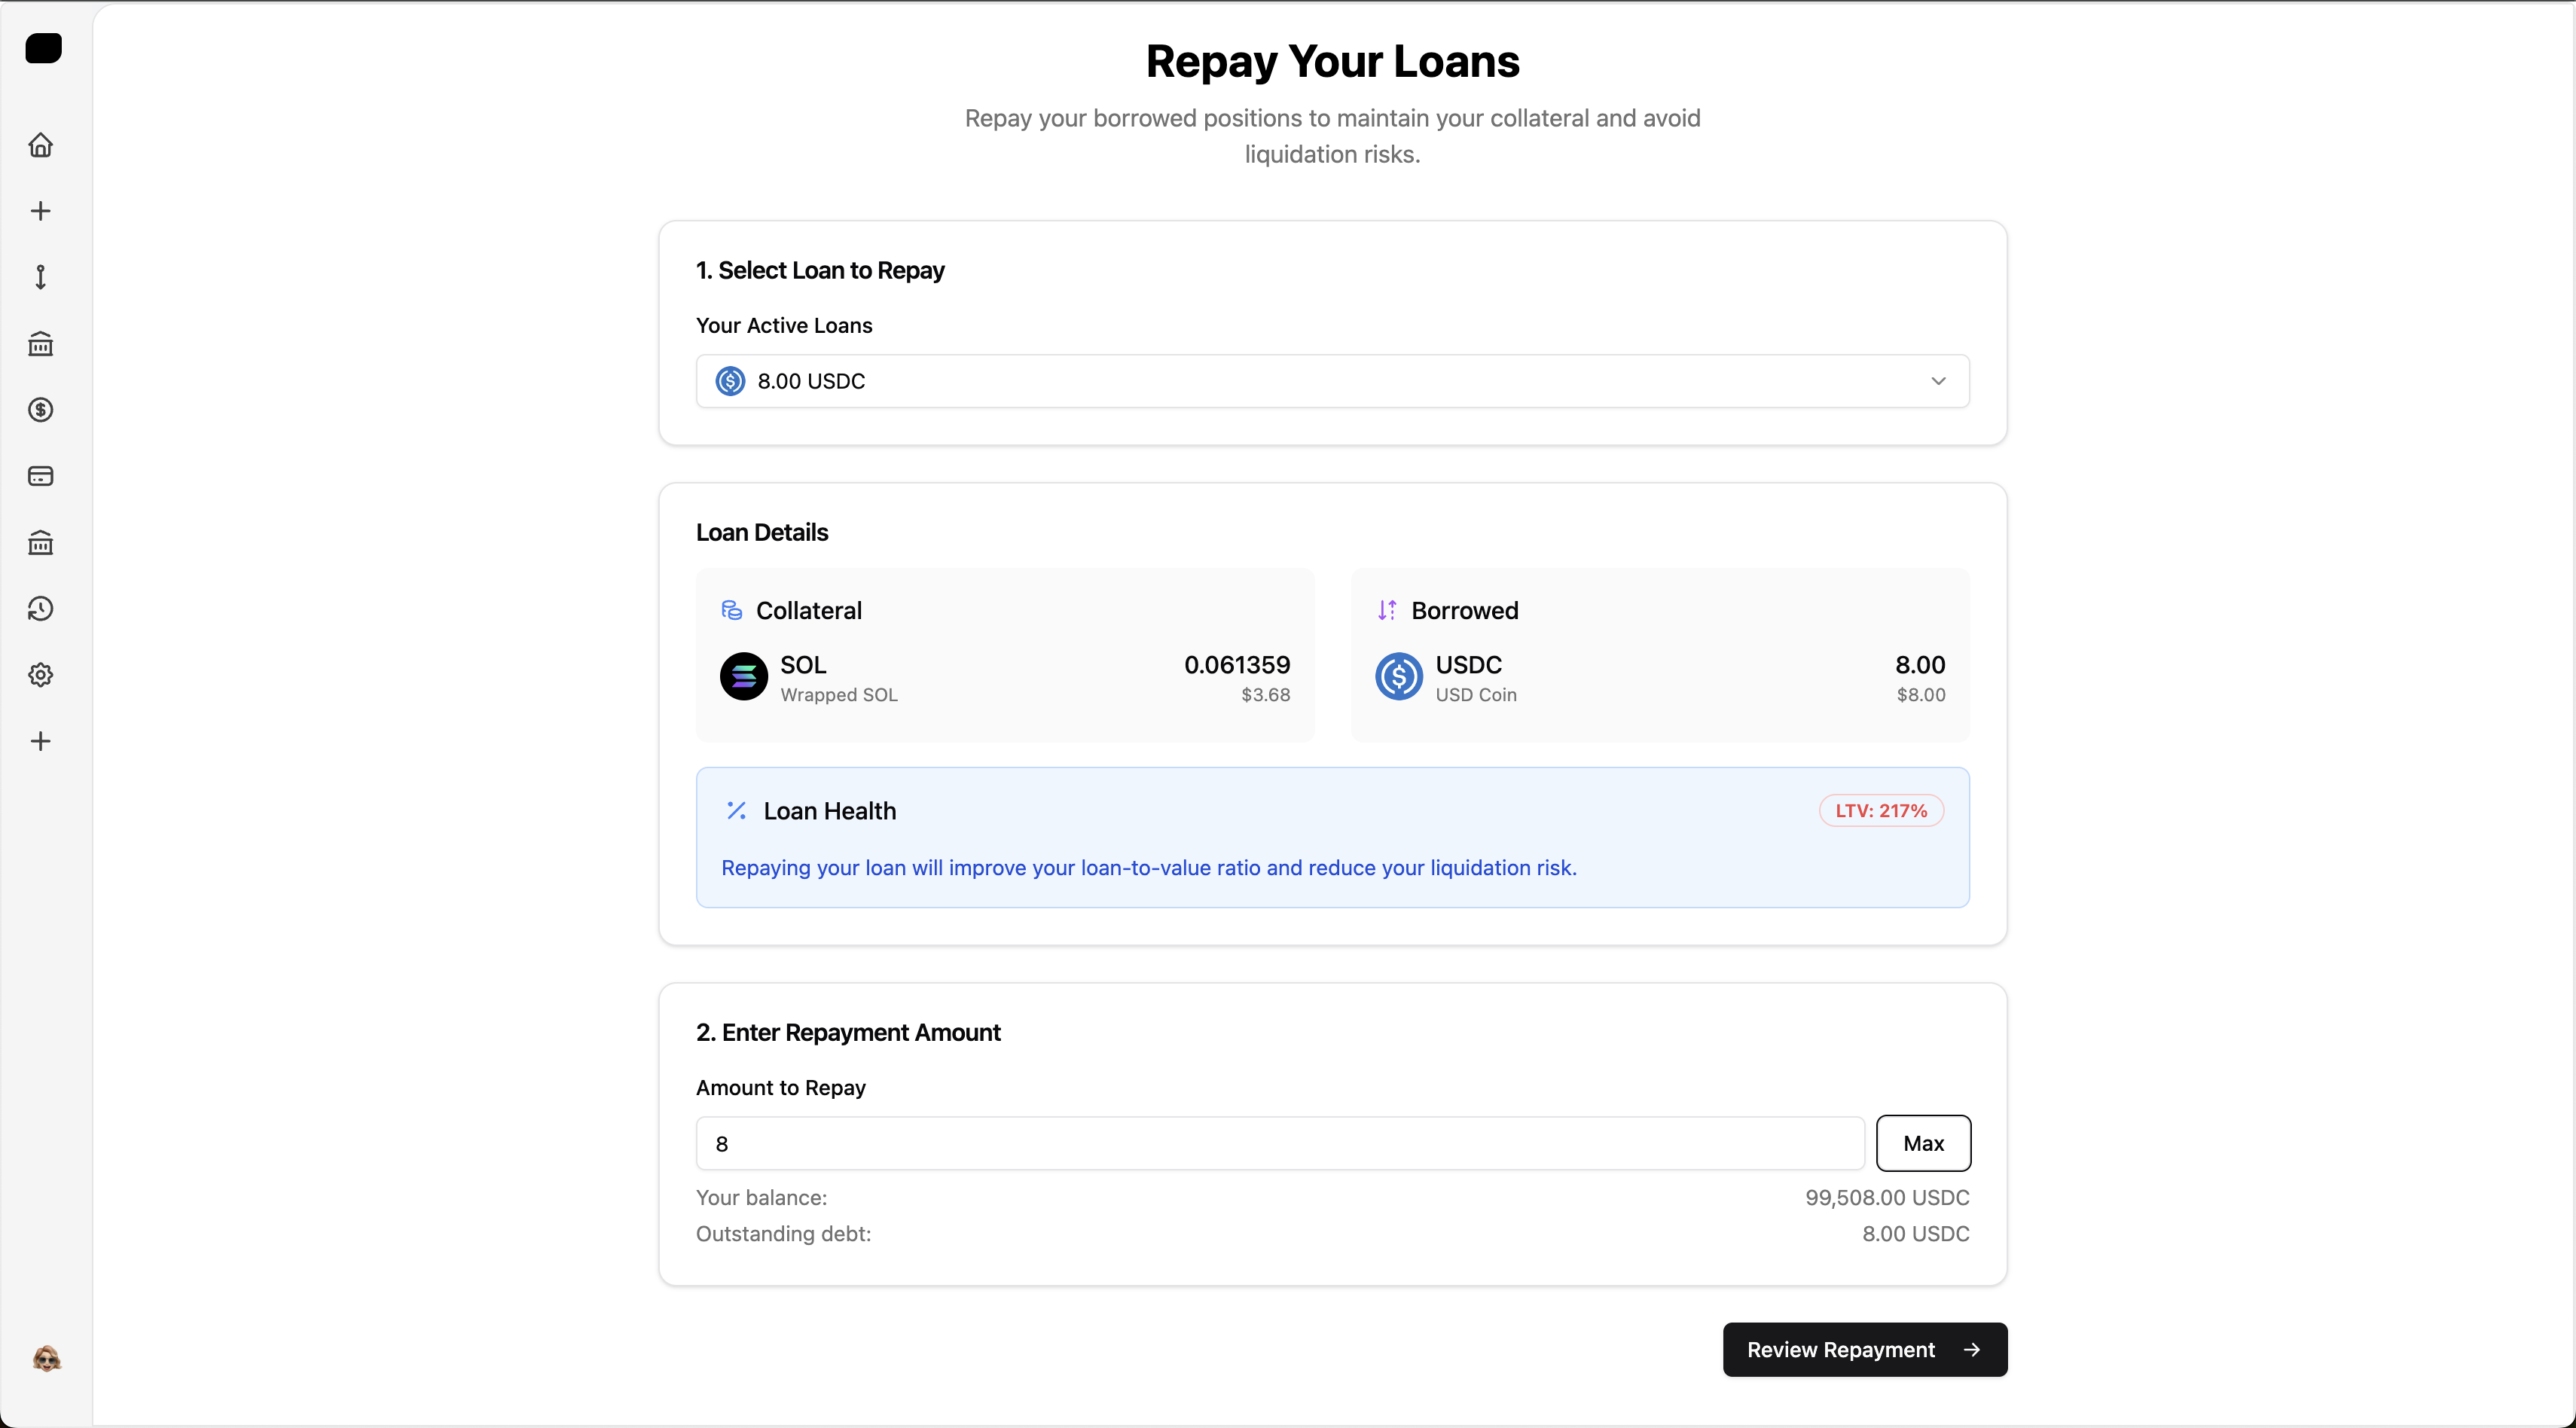 Repay Your Loans
Repay your borrowed positions to maintain your collateral and avoid
liquidation risks.
1. Select Loan to Repay
Your Active Loans
8.00 USDC
Loan Details
Collateral
SOL
0.061359
Wrapped SOL
$3.68
Borrowed
USDC
8.00
USD Coin
$8.00
Loan Health
LTV: 217%
Repaying your loan will improve your loan-to-value ratio and reduce your liquidation risk.
2. Enter Repayment Amount
Amount to Repay
8
Max
Your balance:
99,508.00 USDC
Outstanding debt:
8.00 USDC
Review Repayment